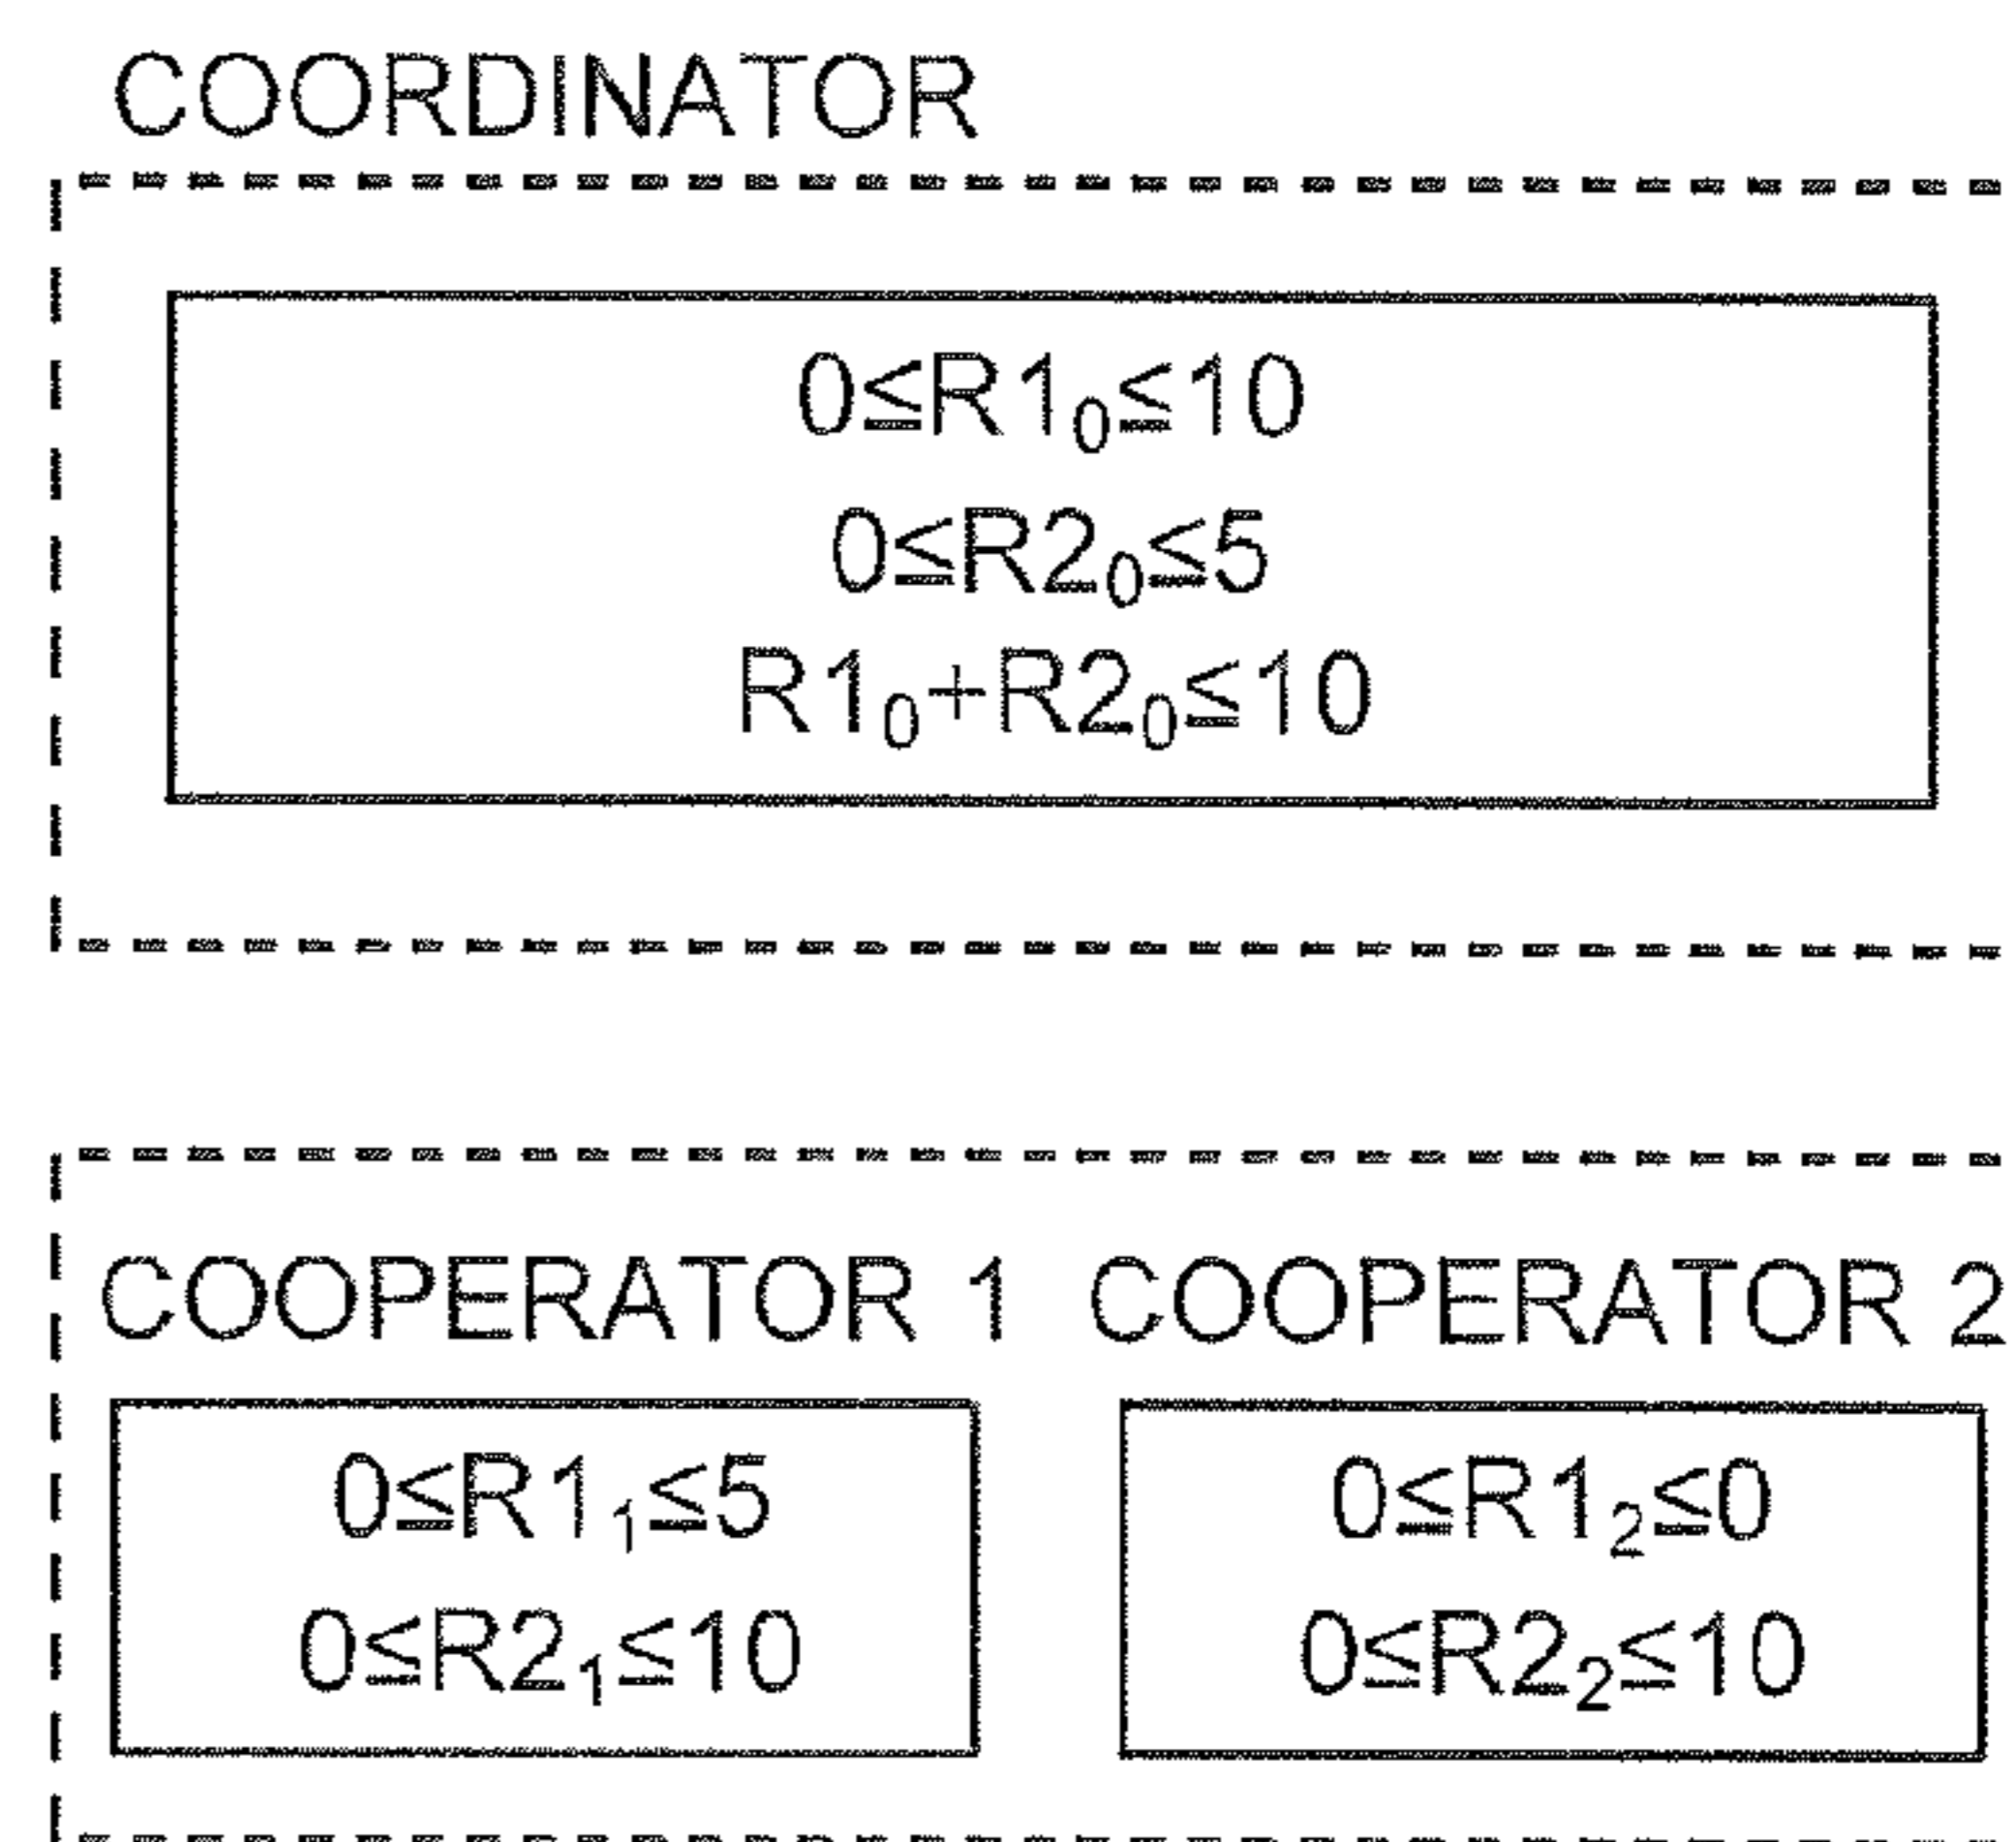 COORDINATOR
0≦R1₀≦10
0≦R2₀≦5
R1₀+R2₀≦10
COOPERATOR 1 COOPERATOR 2
0≦R1₁≦5 0≦R1₂≦0
0≦R2₁≦10 0≦R2₂≦10